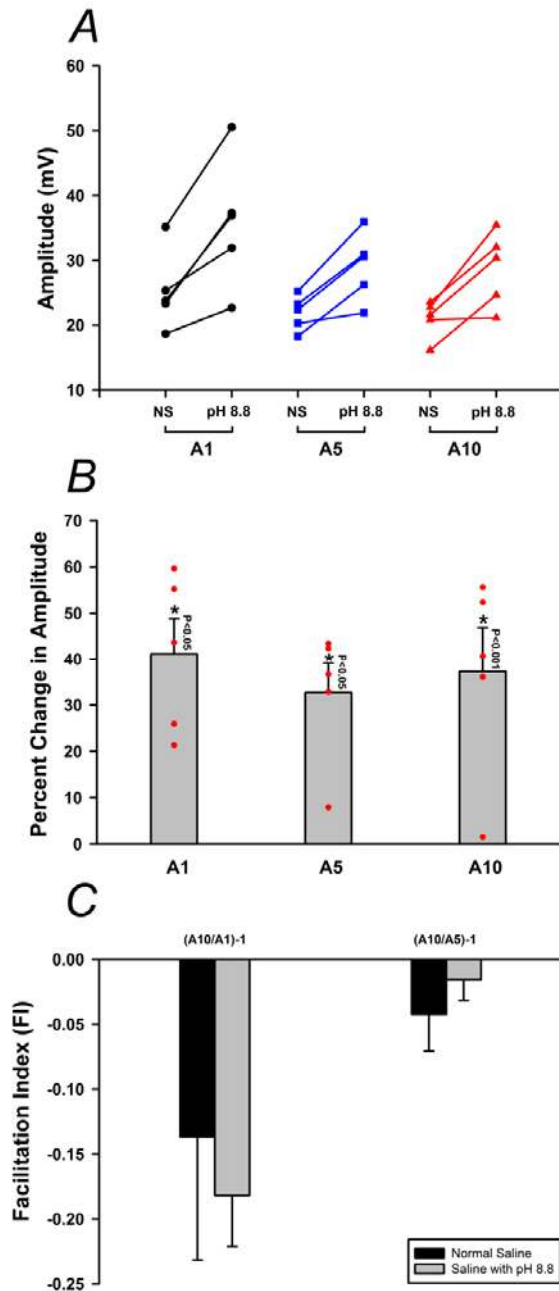 A
Amplitude (mV)
60
50
40
30
20
10
NS pH 8.8 NS pH 8.8 NS pH 8.8
A1 A5 A10
B
Percent Change in Amplitude
70
60
50
40
30
20
10
0
* P<0.05
* P<0.05
* P<0.001
A1 A5 A10
C
(A10/A1)-1 (A10/A5)-1
Facilitation Index (FI)
0.00
-0.05
-0.10
-0.15
-0.20
-0.25
Normal Saline
Saline with pH 8.8